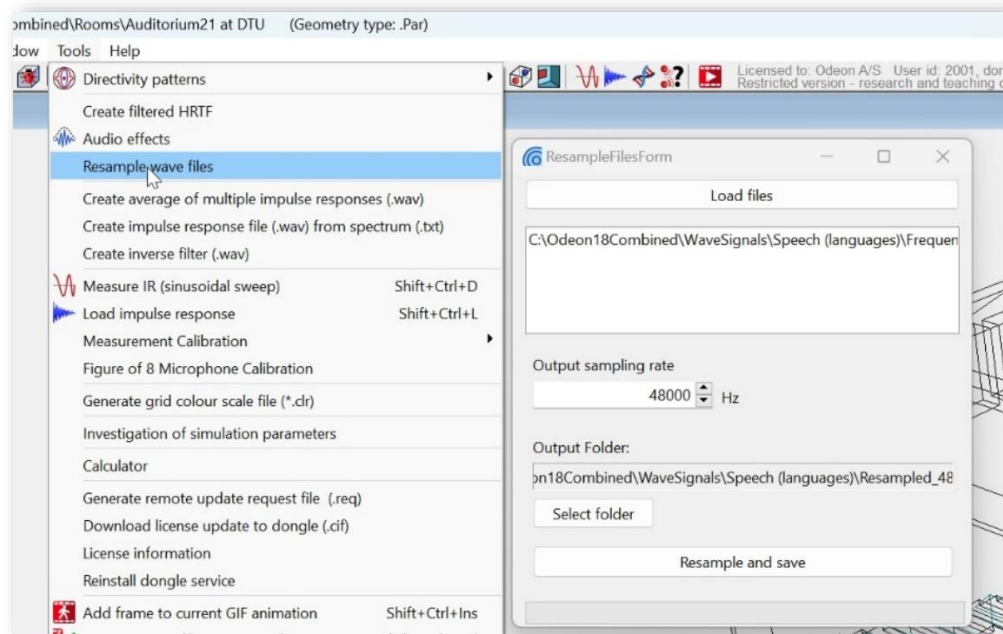 ombined\Rooms\Auditorium21 at DTU (Geometry type: .Par)
dow Tools Help
Licensed to: Odeon A/S User id: 2001, don
Restricted version - research and teaching o
Directivity patterns
Create filtered HRTF
Audio effects
Resample wave files
Create average of multiple impulse responses (.wav)
Create impulse response file (.wav) from spectrum (.txt)
Create inverse filter (.wav)
Measure IR (sinusoidal sweep) Shift+Ctrl+D
Load impulse response Shift+Ctrl+L
Measurement Calibration
Figure of 8 Microphone Calibration
Generate grid colour scale file (*.clr)
Investigation of simulation parameters
Calculator
Generate remote update request file (.req)
Download license update to dongle (.cif)
License information
Reinstall dongle service
Add frame to current GIF animation Shift+Ctrl+Ins
ResampleFilesForm
Load files
C:\Odeon18Combined\WaveSignals\Speech (languages)\Frequen
Output sampling rate
48000 Hz
Output Folder:
on18Combined\WaveSignals\Speech (languages)\Resampled_48
Select folder
Resample and save